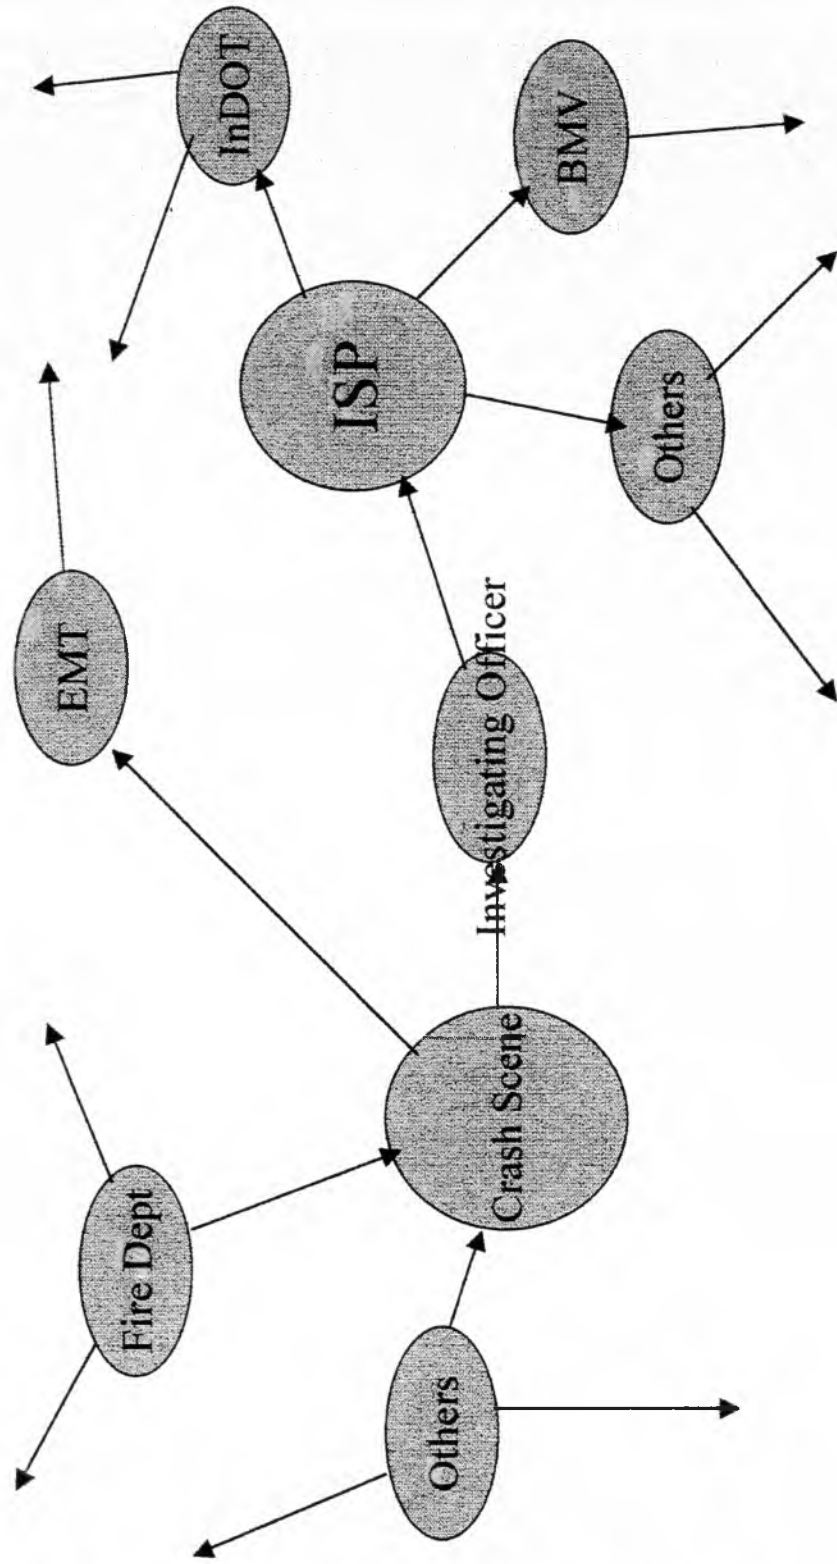 Fire Dept
EMT
InDOT
Others
Crash Scene
Investigating Officer
ISP
BMV
Others